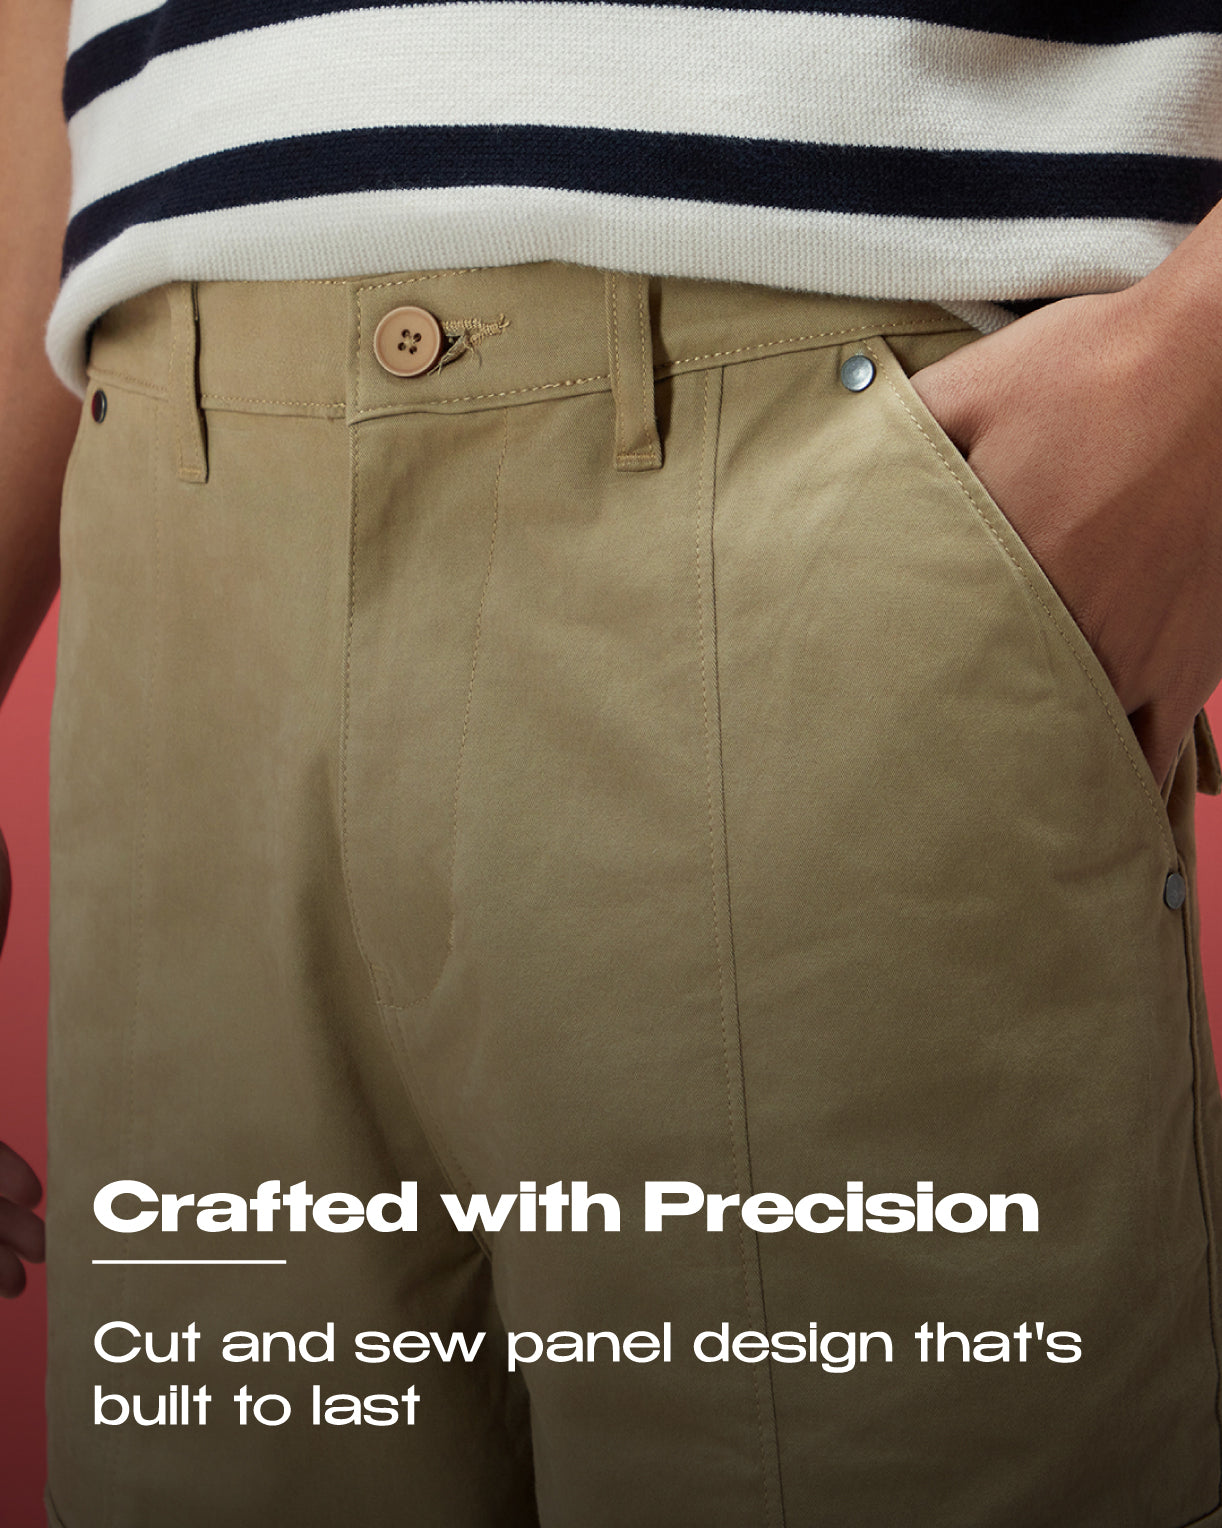 Crafted with Precision
Cut and sew panel design that's
built to last